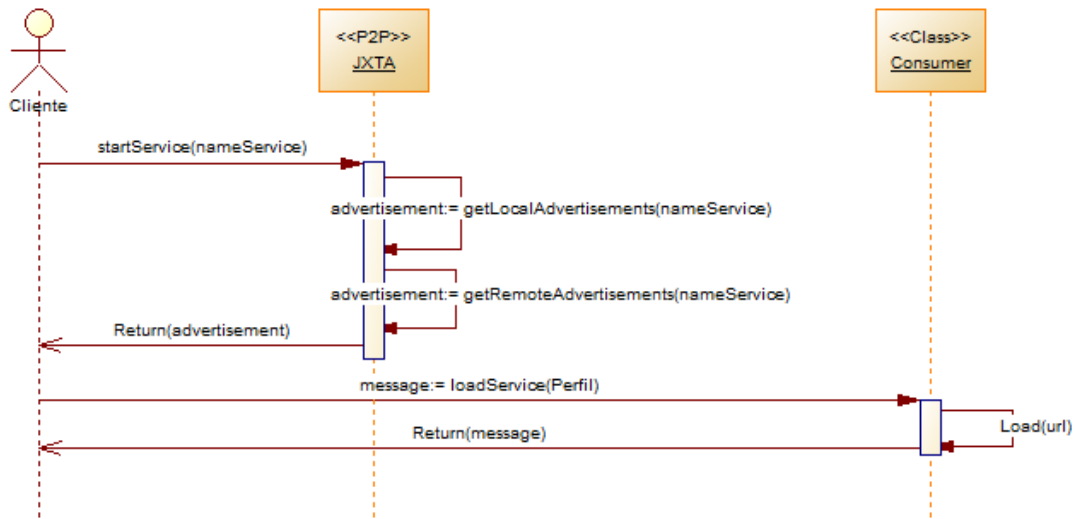 <<P2P>>
JXTA
<<Class>>
Consumer
Cliente
startService(nameService)
advertisement:= getLocalAdvertisements(nameService)
advertisement:= getRemoteAdvertisements(nameService)
Return(advertisement)
message:= loadService(Perfil)
Load(url)
Return(message)